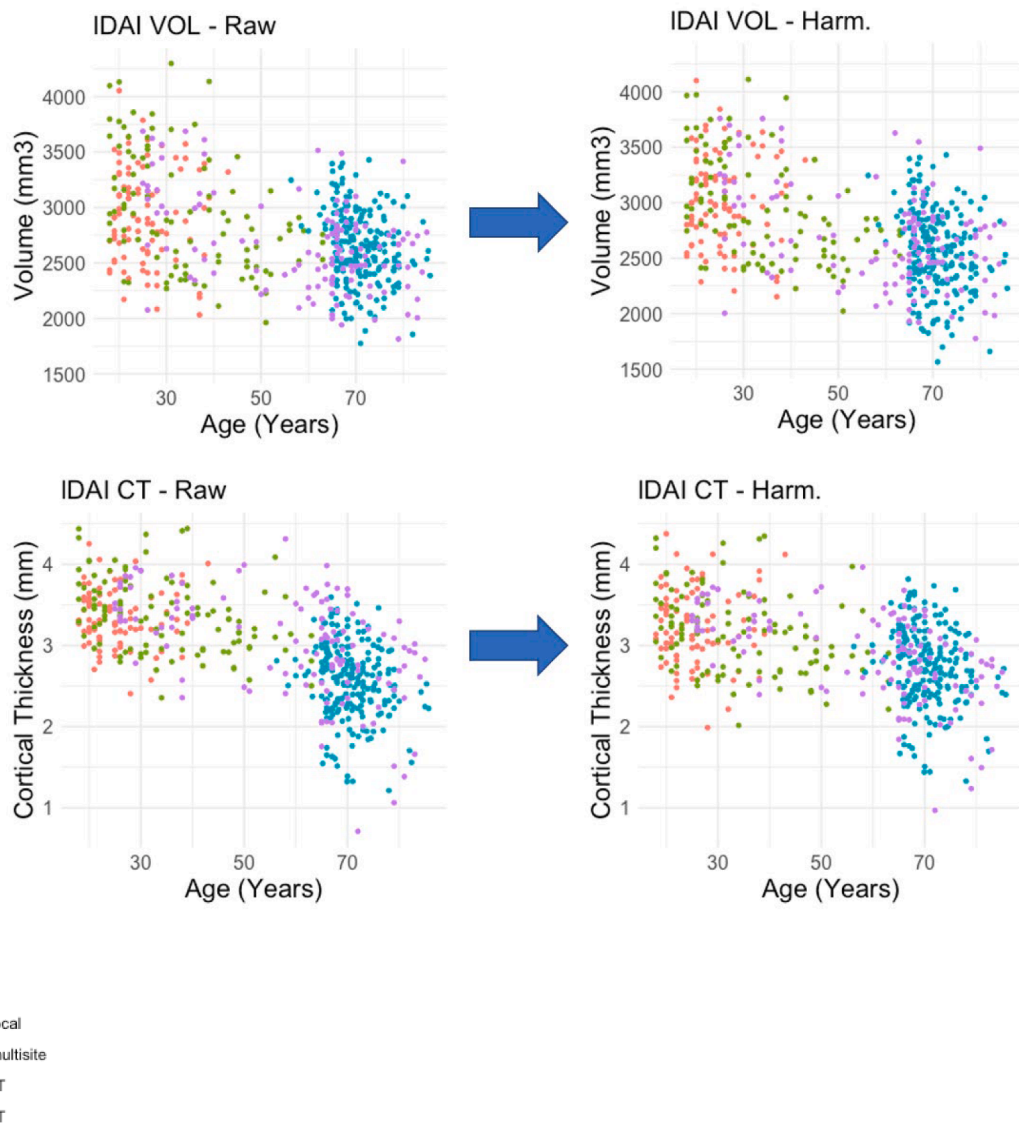 IDAI VOL - Raw
IDAI VOL - Harm.
Volume (mm3)
4000
3500
3000
2500
2000
1500
30 50 70
Age (Years)
Volume (mm3)
4000
3500
3000
2500
2000
1500
30 50 70
Age (Years)
IDAI CT - Raw
IDAI CT - Harm.
Cortical Thickness (mm)
4
3
2
1
30 50 70
Age (Years)
Cortical Thickness (mm)
4
3
2
1
30 50 70
Age (Years)
cal
ultisite
T
T